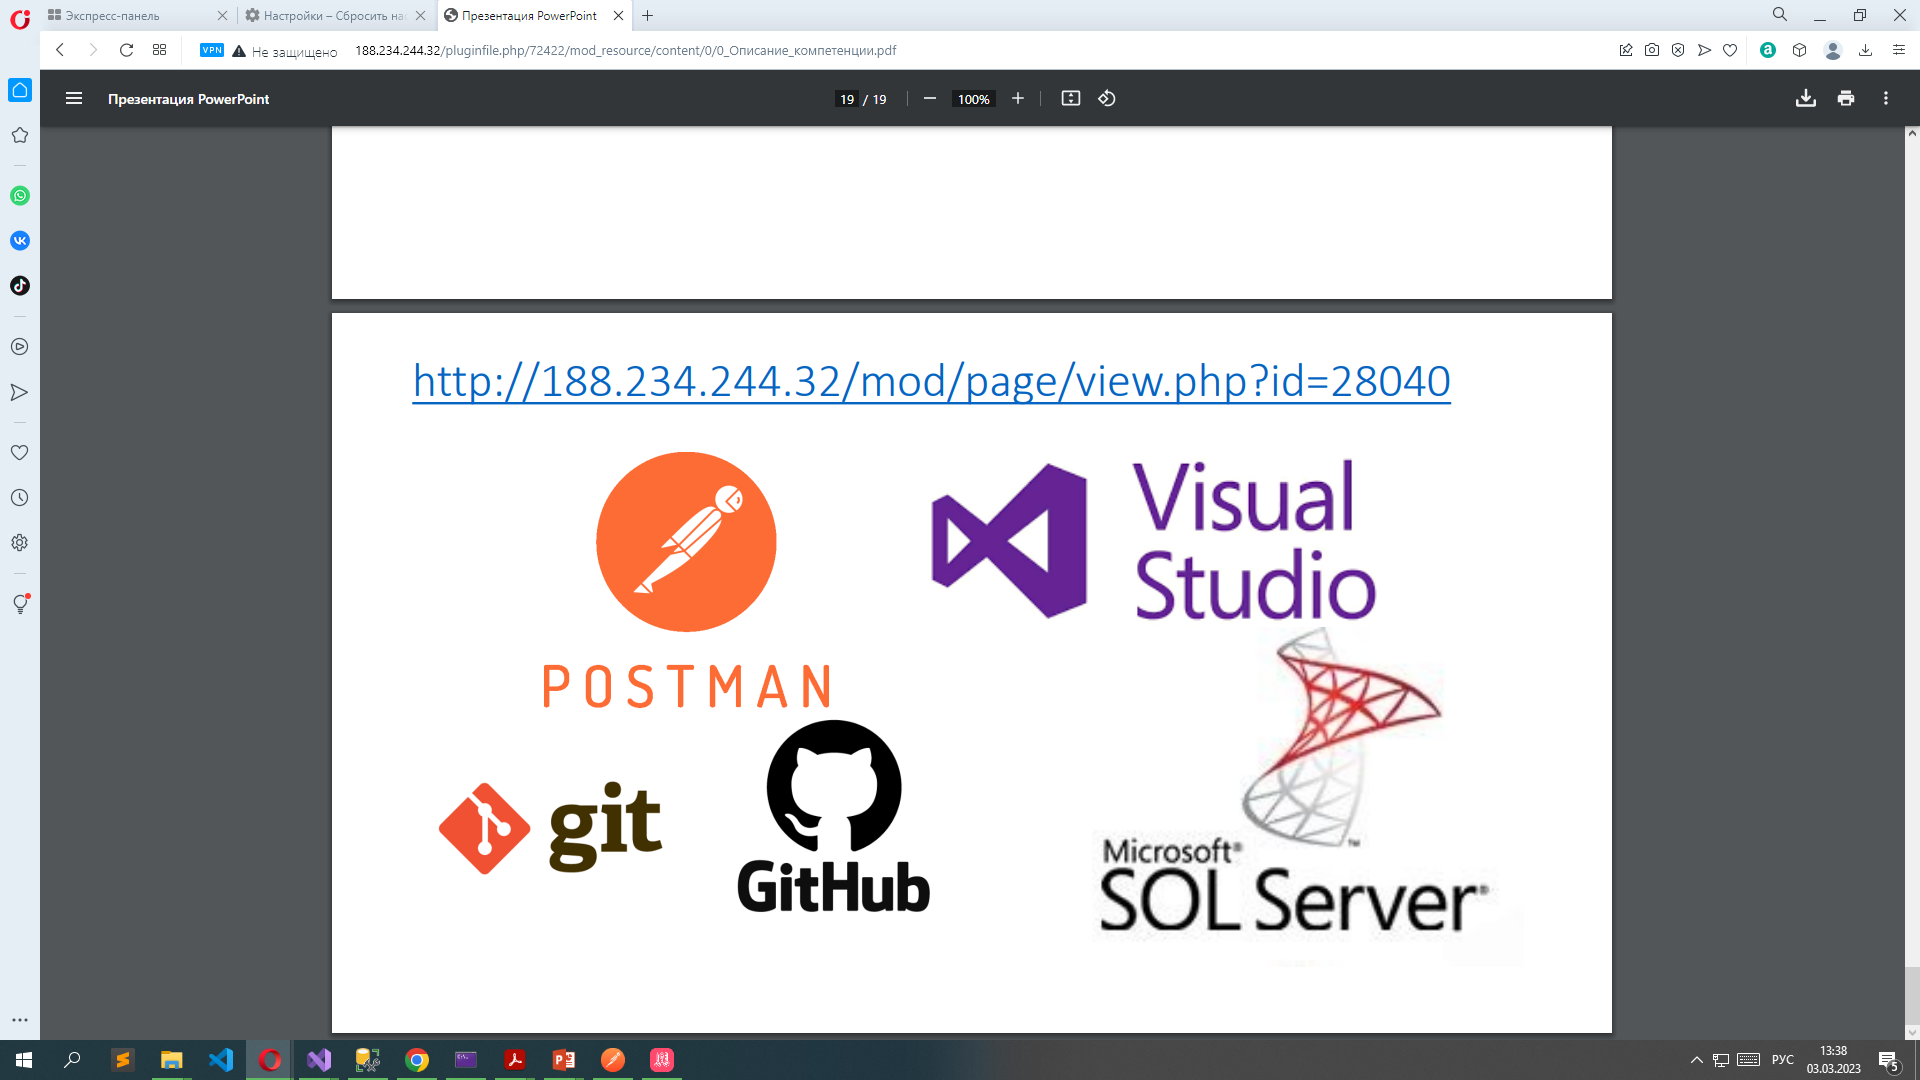 Экспресс-панель
Настройки – Сбросить нас
Презентация PowerPoint
VPN
Не защищено
188.234.244.32/pluginfile.php/72422/mod_resource/content/0/0_Описание_компетенции.pdf
Презентация PowerPoint
19 / 19
100%
http://188.234.244.32/mod/page/view.php?id=28040
POSTMAN
Visual
Studio
git
GitHub
Microsoft®
SQL Server®
РУС
13:38
03.03.2023
5